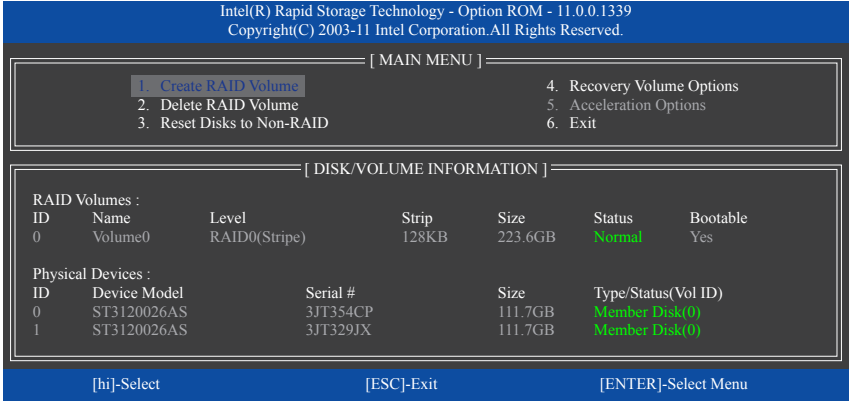 Intel(R) Rapid Storage Technology - Option ROM - 11.0.0.1339
Copyright(C) 2003-11 Intel Corporation.All Rights Reserved.
[ MAIN MENU ]
1. Create RAID Volume 4. Recovery Volume Options
2. Delete RAID Volume 5. Acceleration Options
3. Reset Disks to Non-RAID 6. Exit
[ DISK/VOLUME INFORMATION ]
RAID Volumes :
ID Name Level Strip Size Status Bootable
0 Volume0 RAID0(Stripe) 128KB 223.6GB Normal Yes
Physical Devices :
ID Device Model Serial # Size Type/Status(Vol ID)
0 ST3120026AS 3JT354CP 111.7GB Member Disk(0)
1 ST3120026AS 3JT329JX 111.7GB Member Disk(0)
[hi]-Select [ESC]-Exit [ENTER]-Select Menu